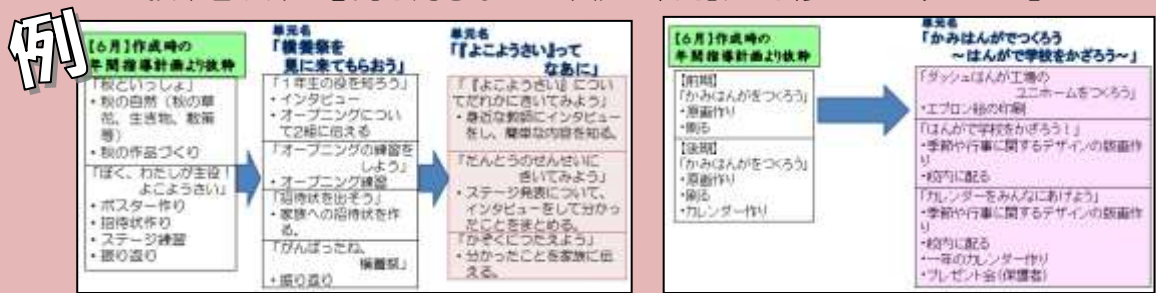 例
【6月】作成時の
年間指導計画より抜粋
「秋といっしょ」
・秋の自然（秋の草
花、生き物、散策
等）
・秋の作品づくり
「ぼく、わたしが主役！
よこようさい」
・ポスター作り
・招待状作り
・ステージ練習
・振り返り
単元名
「横養祭を
見に来てもらおう」
「1年生の役を知ろう」
・インタビュー
・オープニングについ
て2組に伝える
「オープニングの練習を
しよう」
・オープニング練習
「招待状を出そう」
・家族への招待状を作
る。
「がんばったね、
横養祭」
・振り返り
単元名
「『よこようさい』って
なあに」
「『よこようさい』につい
てだれかにきいてみよう」
・身近な教師にインタビュー
をし、簡単な内容を知る。
「たんとうのせんせいに
きいてみよう」
・ステージ発表について、
インタビューをして分かっ
たことをまとめる。
「かぞくにつたえよう」
・分かったことを家族に伝
える。
【6月】作成時の
年間指導計画より抜粋
【前期】
「かみはんがをつくろう」
・原画作り
・刷る
【後期】
「かみはんがをつくろう」
・原画作り
・刷る
・カレンダー作り
単元名
「かみはんがでつくろう
～はんがで学校をかざろう～」
「ダッシュはんが工場の
ユニホームをつくろう」
・エプロン絵の印刷
「はんがで学校をかざろう！」
・季節や行事に関するデザインの版画作
り
・校内に配る
「カレンダーをみんなにあげよう」
・季節や行事に関するデザインの版画作
り
・校内に配る
・一年のカレンダー作り
・プレゼント会(保護者)